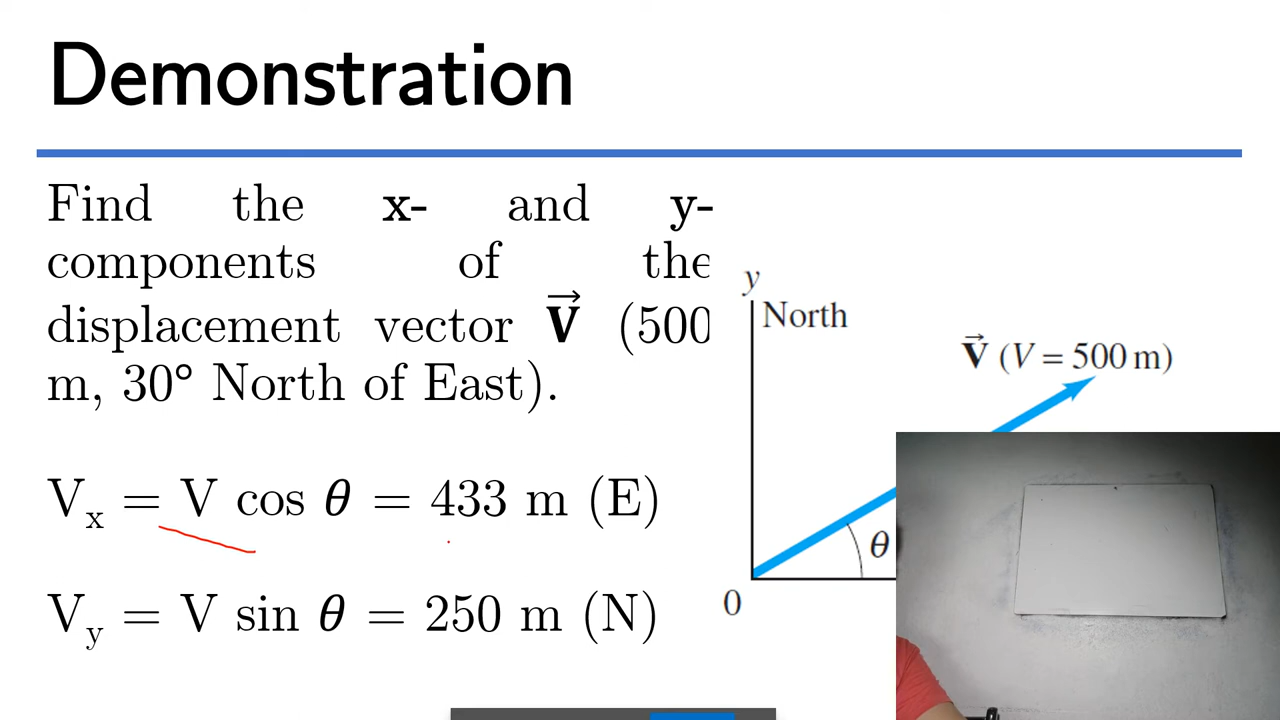 Demonstration
Find the x- and y-
components of the
displacement vector V⃗ (500
m, 30° North of East).
Vₓ = V cos θ = 433 m (E)
V_y = V sin θ = 250 m (N)
y
North
V⃗ (V = 500 m)
θ
0